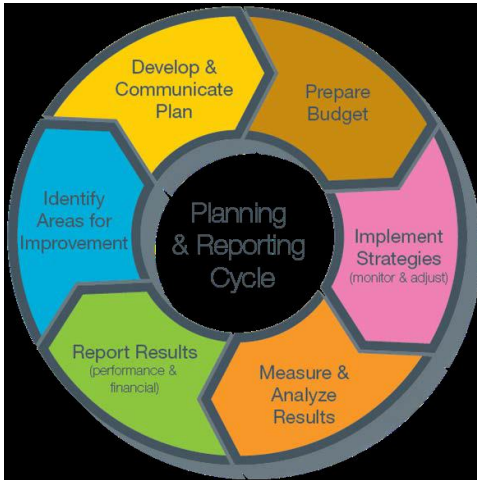 Develop &
Communicate
Plan
Prepare
Budget
Implement
Strategies
(monitor & adjust)
Measure &
Analyze
Results
Report Results
(performance &
financial)
Identify
Areas for
Improvement
Planning
& Reporting
Cycle